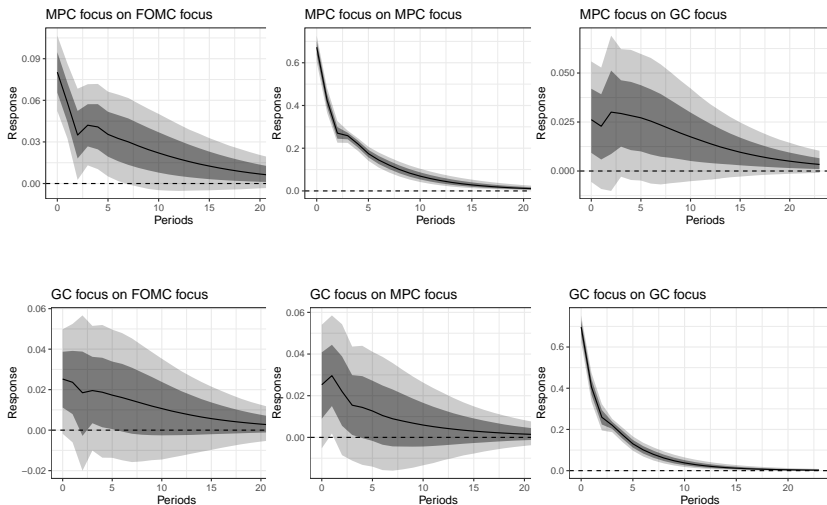 MPC focus on FOMC focus
MPC focus on MPC focus
MPC focus on GC focus
Response
0.09
0.06
0.03
0.00
0 5 10 15 20
Periods
Response
0.6
0.4
0.2
0.0
0 5 10 15 20
Periods
Response
0.050
0.000
0 5 10 15 20
Periods
GC focus on FOMC focus
GC focus on MPC focus
GC focus on GC focus
Response
0.06
0.04
0.02
0.00
−0.02
0 5 10 15 20
Periods
Response
0.06
0.04
0.02
0.00
0 5 10 15 20
Periods
Response
0.6
0.4
0.2
0.0
0 5 10 15 20
Periods